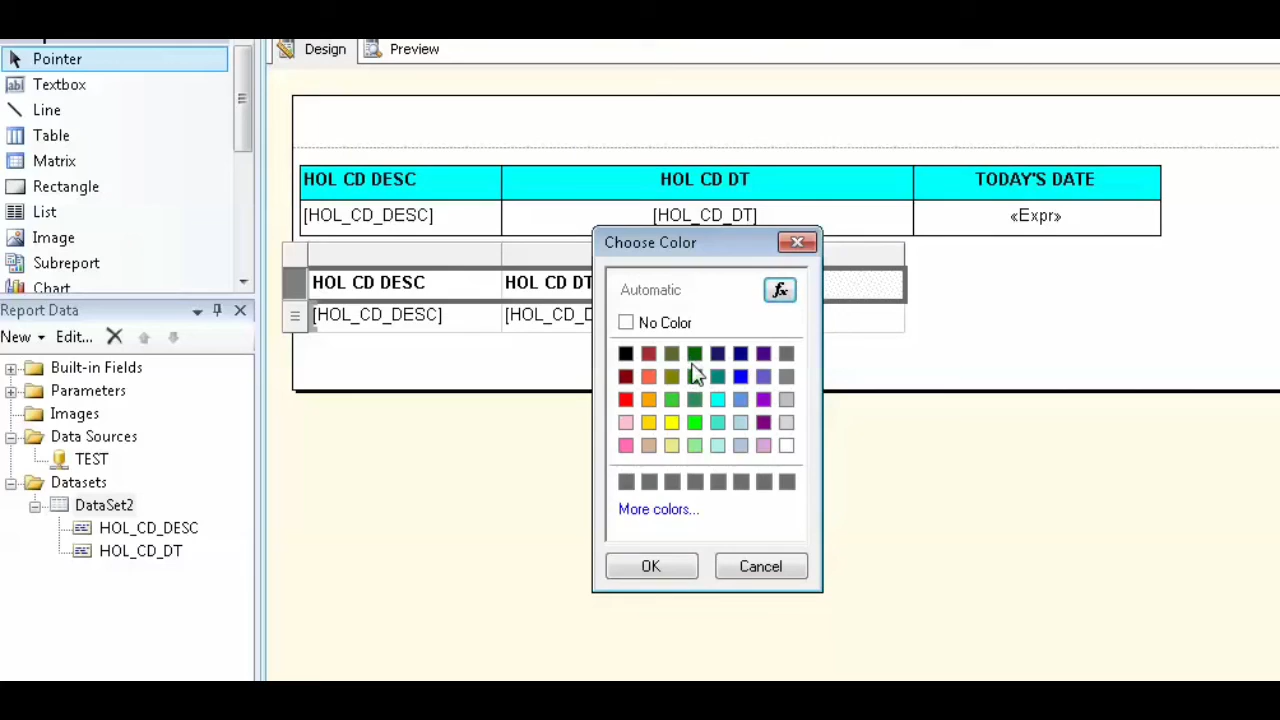 Pointer
Textbox
Line
Table
Matrix
Rectangle
List
Image
Subreport
Chart
Report Data
New Edit...
Built-in Fields
Parameters
Images
Data Sources
TEST
Datasets
DataSet2
HOL_CD_DESC
HOL_CD_DT
Design Preview
HOL CD DESC HOL CD DT TODAY'S DATE
[HOL_CD_DESC] [HOL_CD_DT] «Expr»
HOL CD DESC HOL CD DT
[HOL_CD_DESC] [HOL_CD_D
Choose Color
Automatic fx
No Color
More colors...
OK Cancel